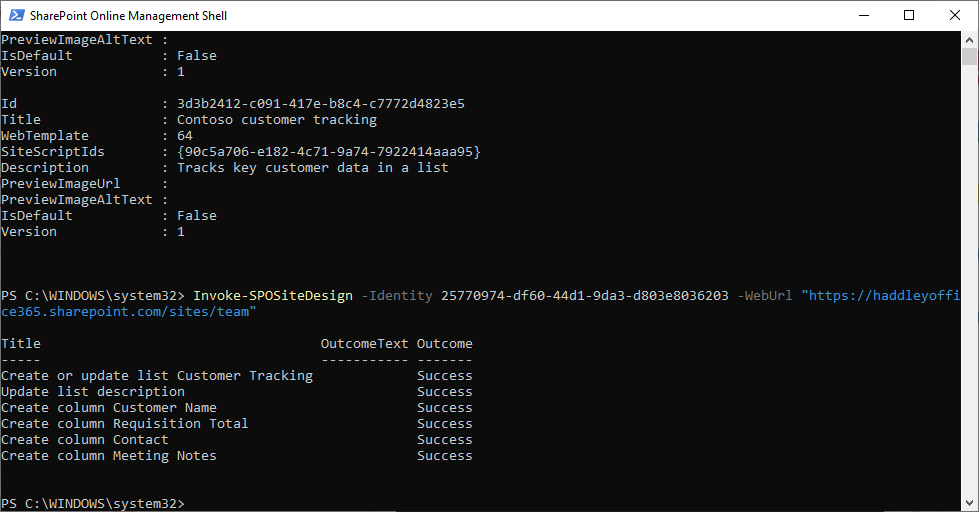 SharePoint Online Management Shell
PreviewImageAltText :
IsDefault           : False
Version             : 1
Id                  : 3d3b2412-c091-417e-b8c4-c7772d4823e5
Title               : Contoso customer tracking
WebTemplate         : 64
SiteScriptIds       : {90c5a706-e182-4c71-9a74-7922414aaa95}
Description         : Tracks key customer data in a list
PreviewImageUrl     :
PreviewImageAltText :
IsDefault           : False
Version             : 1
PS C:\WINDOWS\system32> Invoke-SPOSiteDesign -Identity 25770974-df60-44d1-9da3-d803e8036203 -WebUrl "https://haddleyoffi
ce365.sharepoint.com/sites/team"
Title                                   OutcomeText Outcome
-----                                   ----------- -------
Create or update list Customer Tracking             Success
Update list description                             Success
Create column Customer Name                         Success
Create column Requisition Total                     Success
Create column Contact                               Success
Create column Meeting Notes                         Success
PS C:\WINDOWS\system32>